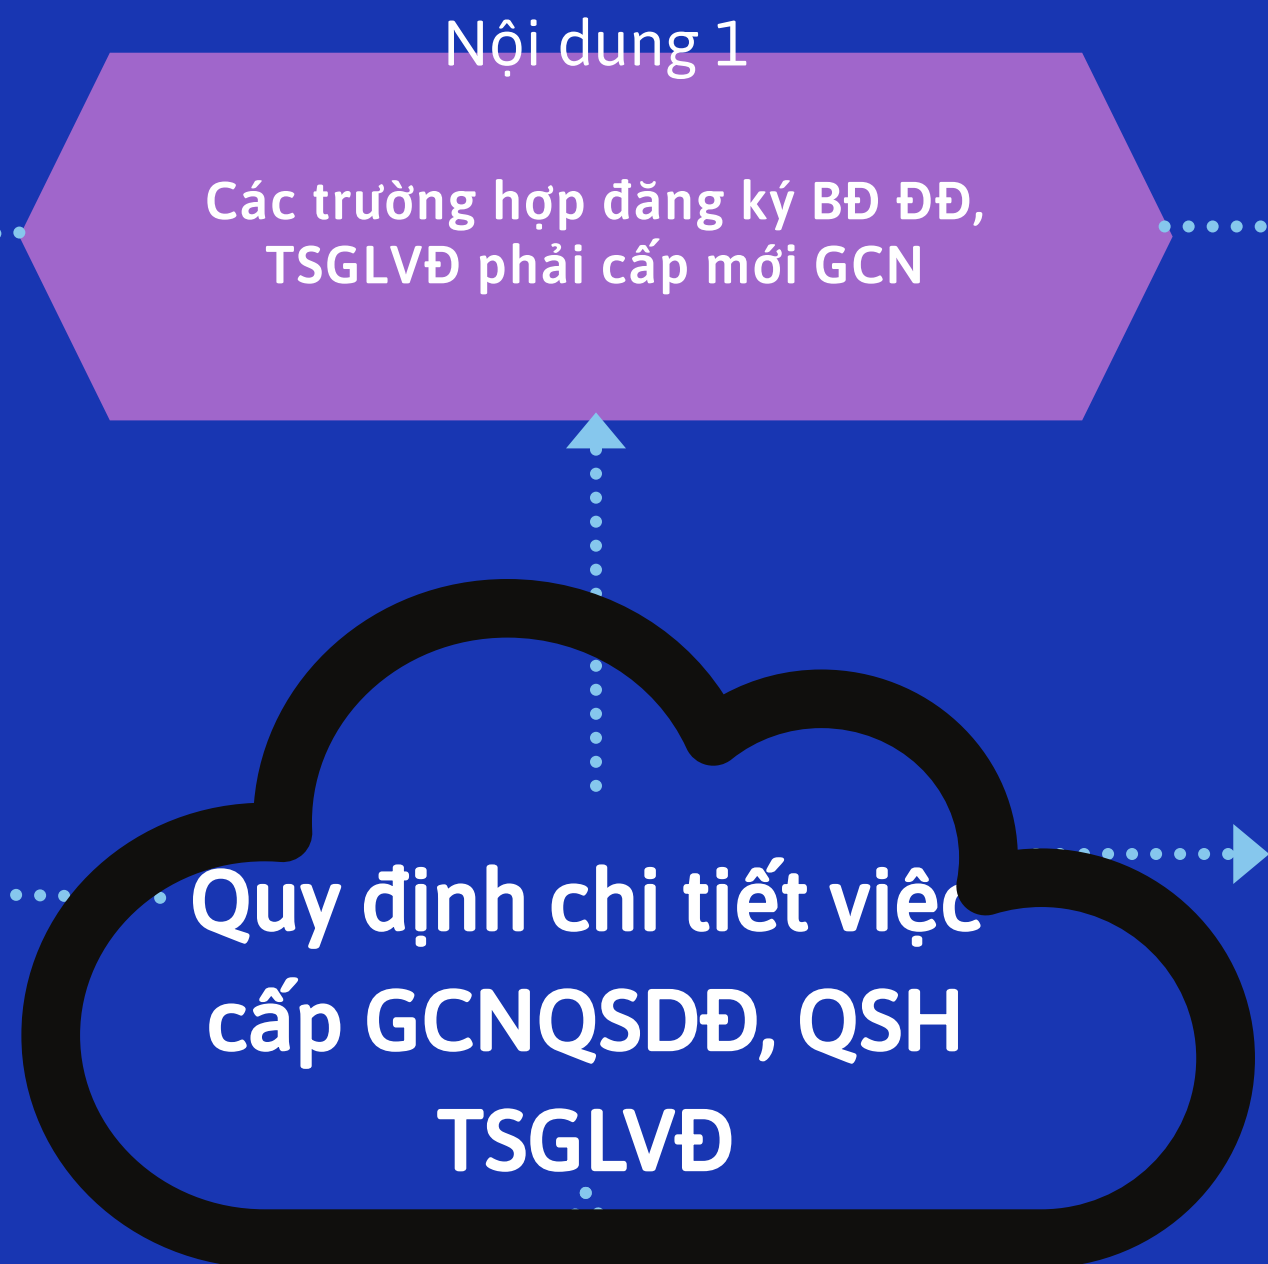 Nội dung 1
Các trường hợp đăng ký BĐ ĐĐ,
TSGLVĐ phải cấp mới GCN
Quy định chi tiết việc
cấp GCNQSDĐ, QSH
TSGLVĐ